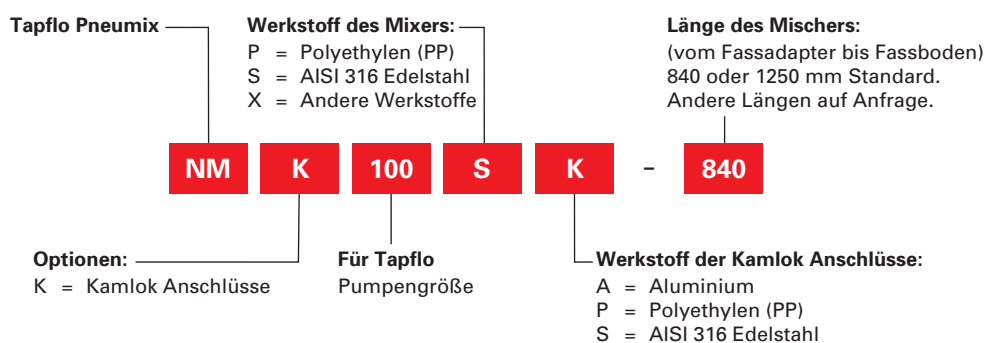 Tapflo Pneumix
Werkstoff des Mixers:
P = Polyethylen (PP)
S = AISI 316 Edelstahl
X = Andere Werkstoffe
Länge des Mischers:
(vom Fassadapter bis Fassboden)
840 oder 1250 mm Standard.
Andere Längen auf Anfrage.
NM K 100 S K - 840
Optionen:
K = Kamlok Anschlüsse
Für Tapflo
Pumpengröße
Werkstoff der Kamlok Anschlüsse:
A = Aluminium
P = Polyethylen (PP)
S = AISI 316 Edelstahl